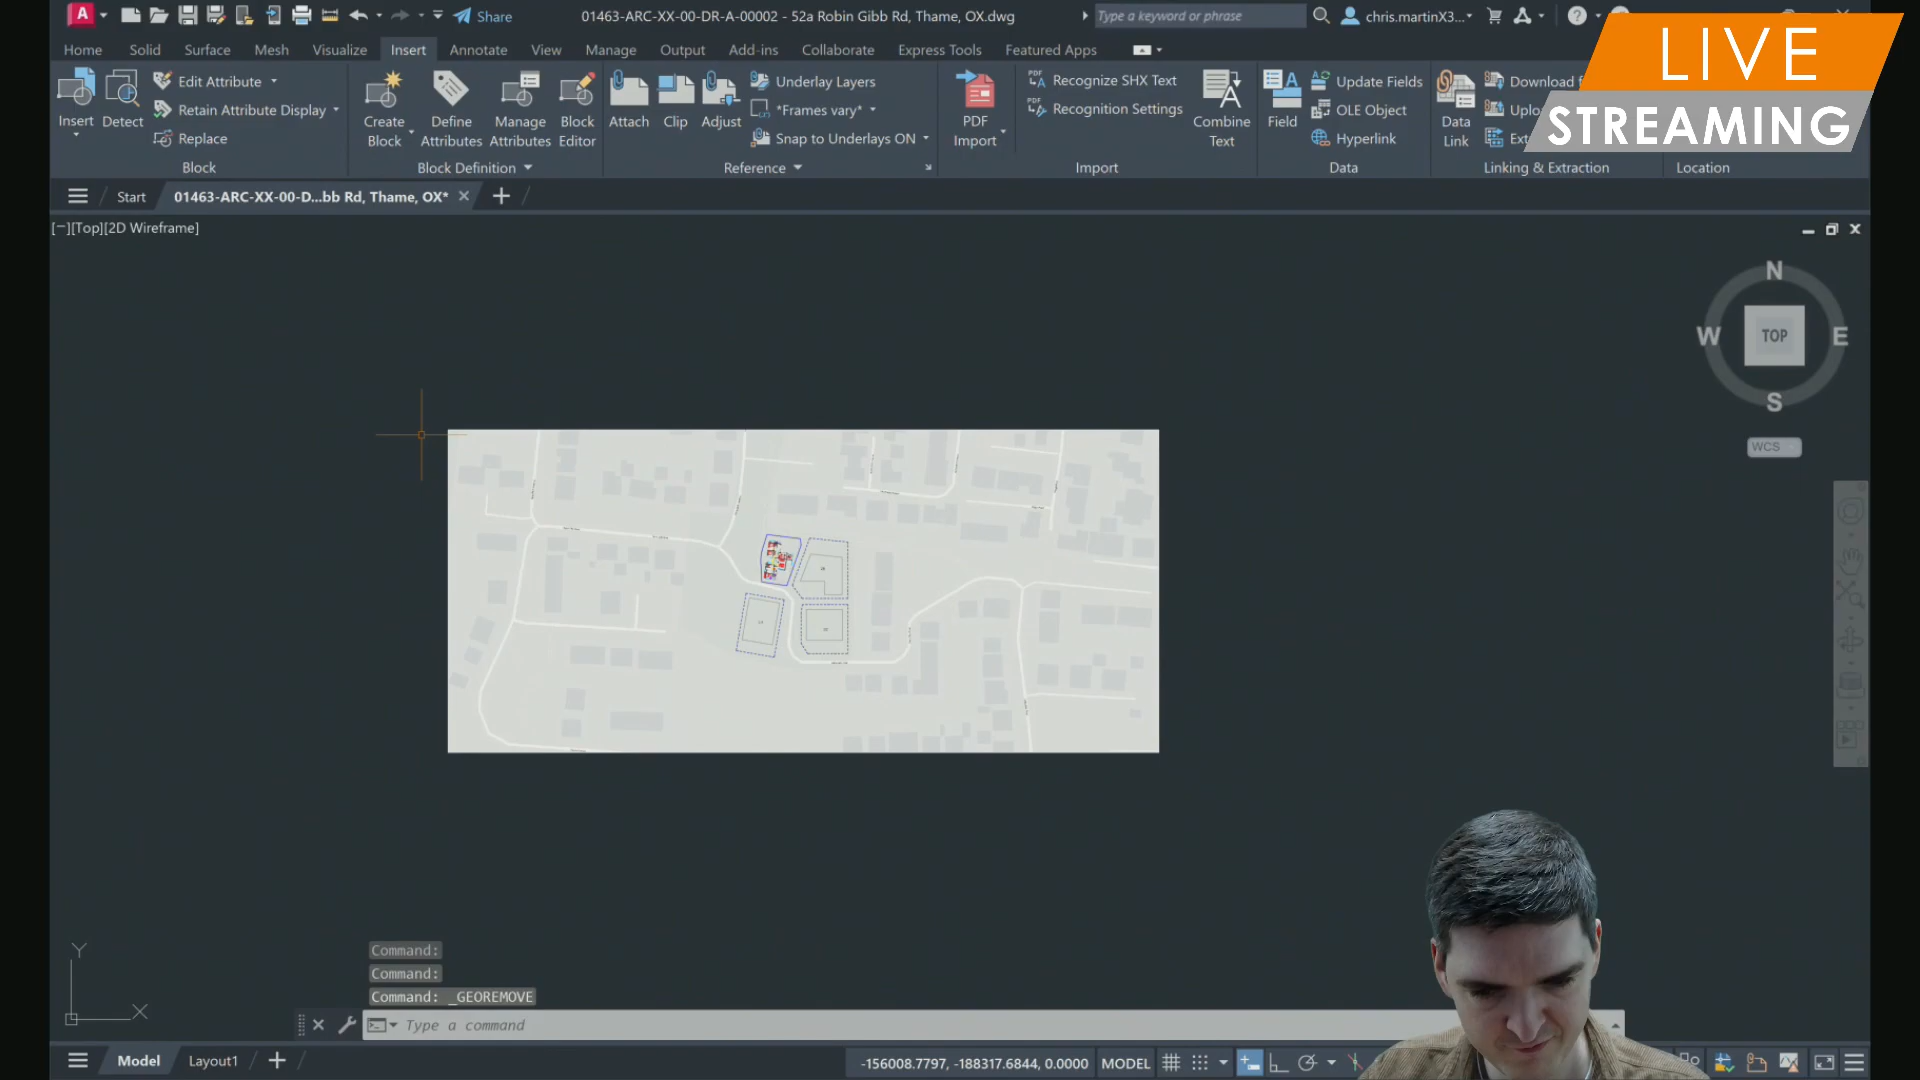 Share
01463-ARC-XX-00-DR-A-00002 - 52a Robin Gibb Rd, Thame, OX.dwg
Type a keyword or phrase
chris.martinX3...
LIVE
STREAMING
Home
Solid
Surface
Mesh
Visualize
Insert
Annotate
View
Manage
Output
Add-ins
Collaborate
Express Tools
Featured Apps
Insert
Detect
Edit Attribute
Retain Attribute Display
Replace
Block
Create
Block
Define
Attributes
Manage
Attributes
Block
Editor
Block Definition
Attach
Clip
Adjust
Underlay Layers
*Frames vary*
Snap to Underlays ON
Reference
PDF
Import
Recognize SHX Text
Recognition Settings
Combine
Text
Import
Field
Update Fields
OLE Object
Hyperlink
Data
Data
Link
Download
Linking & Extraction
Location
Start
01463-ARC-XX-00-D...bb Rd, Thame, OX*
[−][Top][2D Wireframe]
N
W
TOP
E
S
WCS
Y
X
Command:
Command:
Command: _GEOREMOVE
Type a command
Model
Layout1
-156008.7797, -188317.6844, 0.0000
MODEL